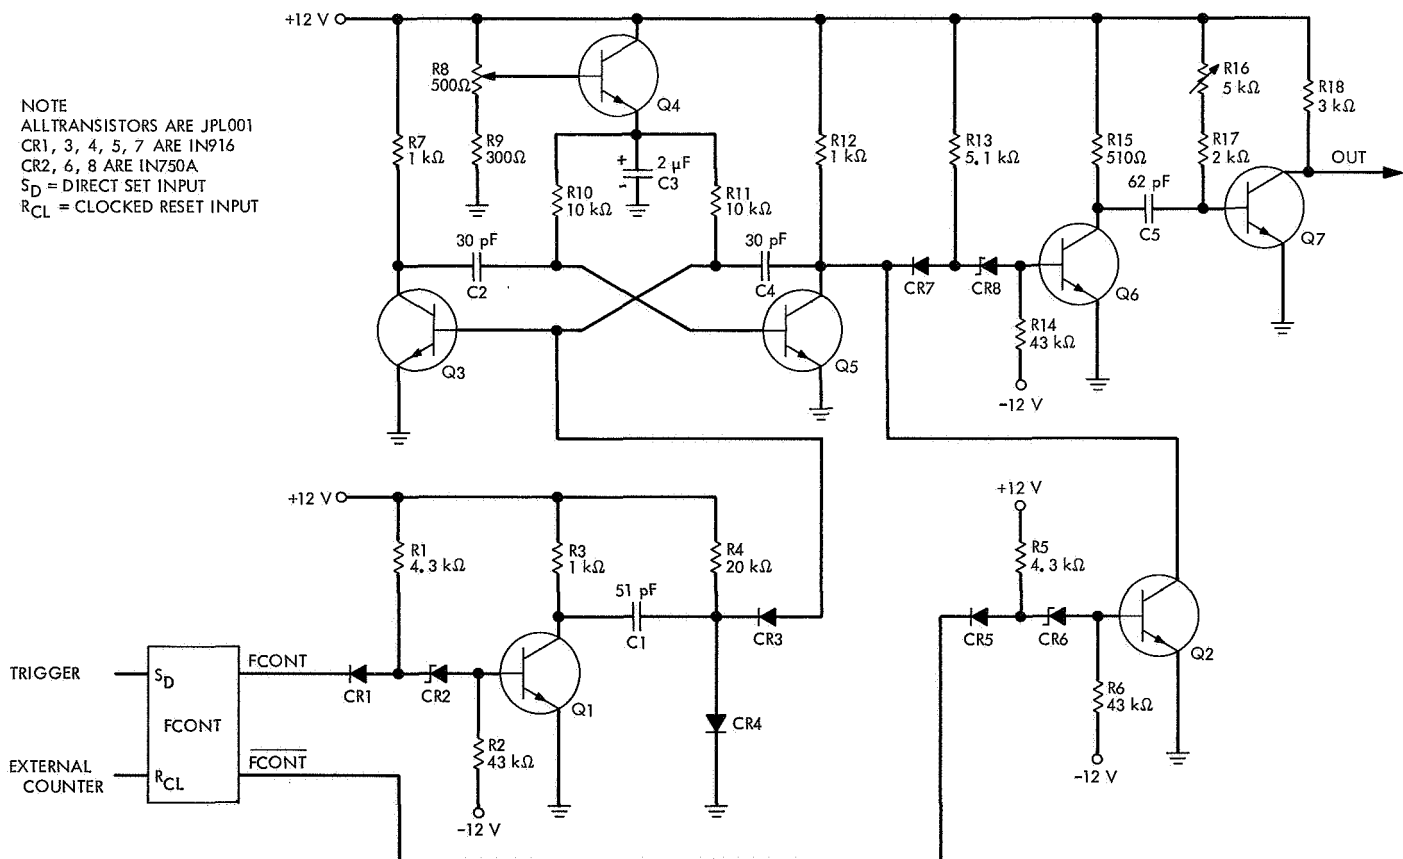 +12 V
NOTE
ALLTRANSISTORS ARE JPL001
CR1, 3, 4, 5, 7 ARE IN916
CR2, 6, 8 ARE IN750A
SD = DIRECT SET INPUT
RCL = CLOCKED RESET INPUT
R7
1 kΩ
R8
500Ω
R9
300Ω
Q4
R10
10 kΩ
+
-
2 µF
C3
R11
10 kΩ
R12
1 kΩ
R13
5.1 kΩ
R15
510Ω
R16
5 kΩ
R17
2 kΩ
R18
3 kΩ
OUT
62 pF
C5
Q7
30 pF
C2
30 pF
C4
CR7
CR8
Q6
R14
43 kΩ
-12 V
Q3
Q5
+12 V
R1
4.3 kΩ
R3
1 kΩ
R4
20 kΩ
51 pF
C1
CR3
+12 V
R5
4.3 kΩ
CR5
CR6
Q2
R6
43 kΩ
-12 V
TRIGGER
SD
FCONT
FCONT
CR1
CR2
Q1
CR4
R2
43 kΩ
-12 V
EXTERNAL
COUNTER
RCL
FCONT